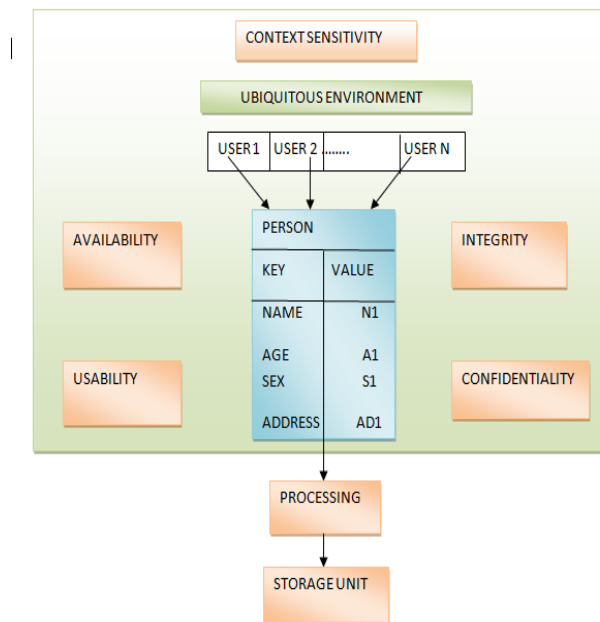 CONTEXT SENSITIVITY
UBIQUITOUS ENVIRONMENT
USER 1 USER 2 ........ USER N
PERSON
AVAILABILITY
INTEGRITY
KEY VALUE
NAME N1
AGE A1
USABILITY
SEX S1
CONFIDENTIALITY
ADDRESS AD1
PROCESSING
STORAGE UNIT